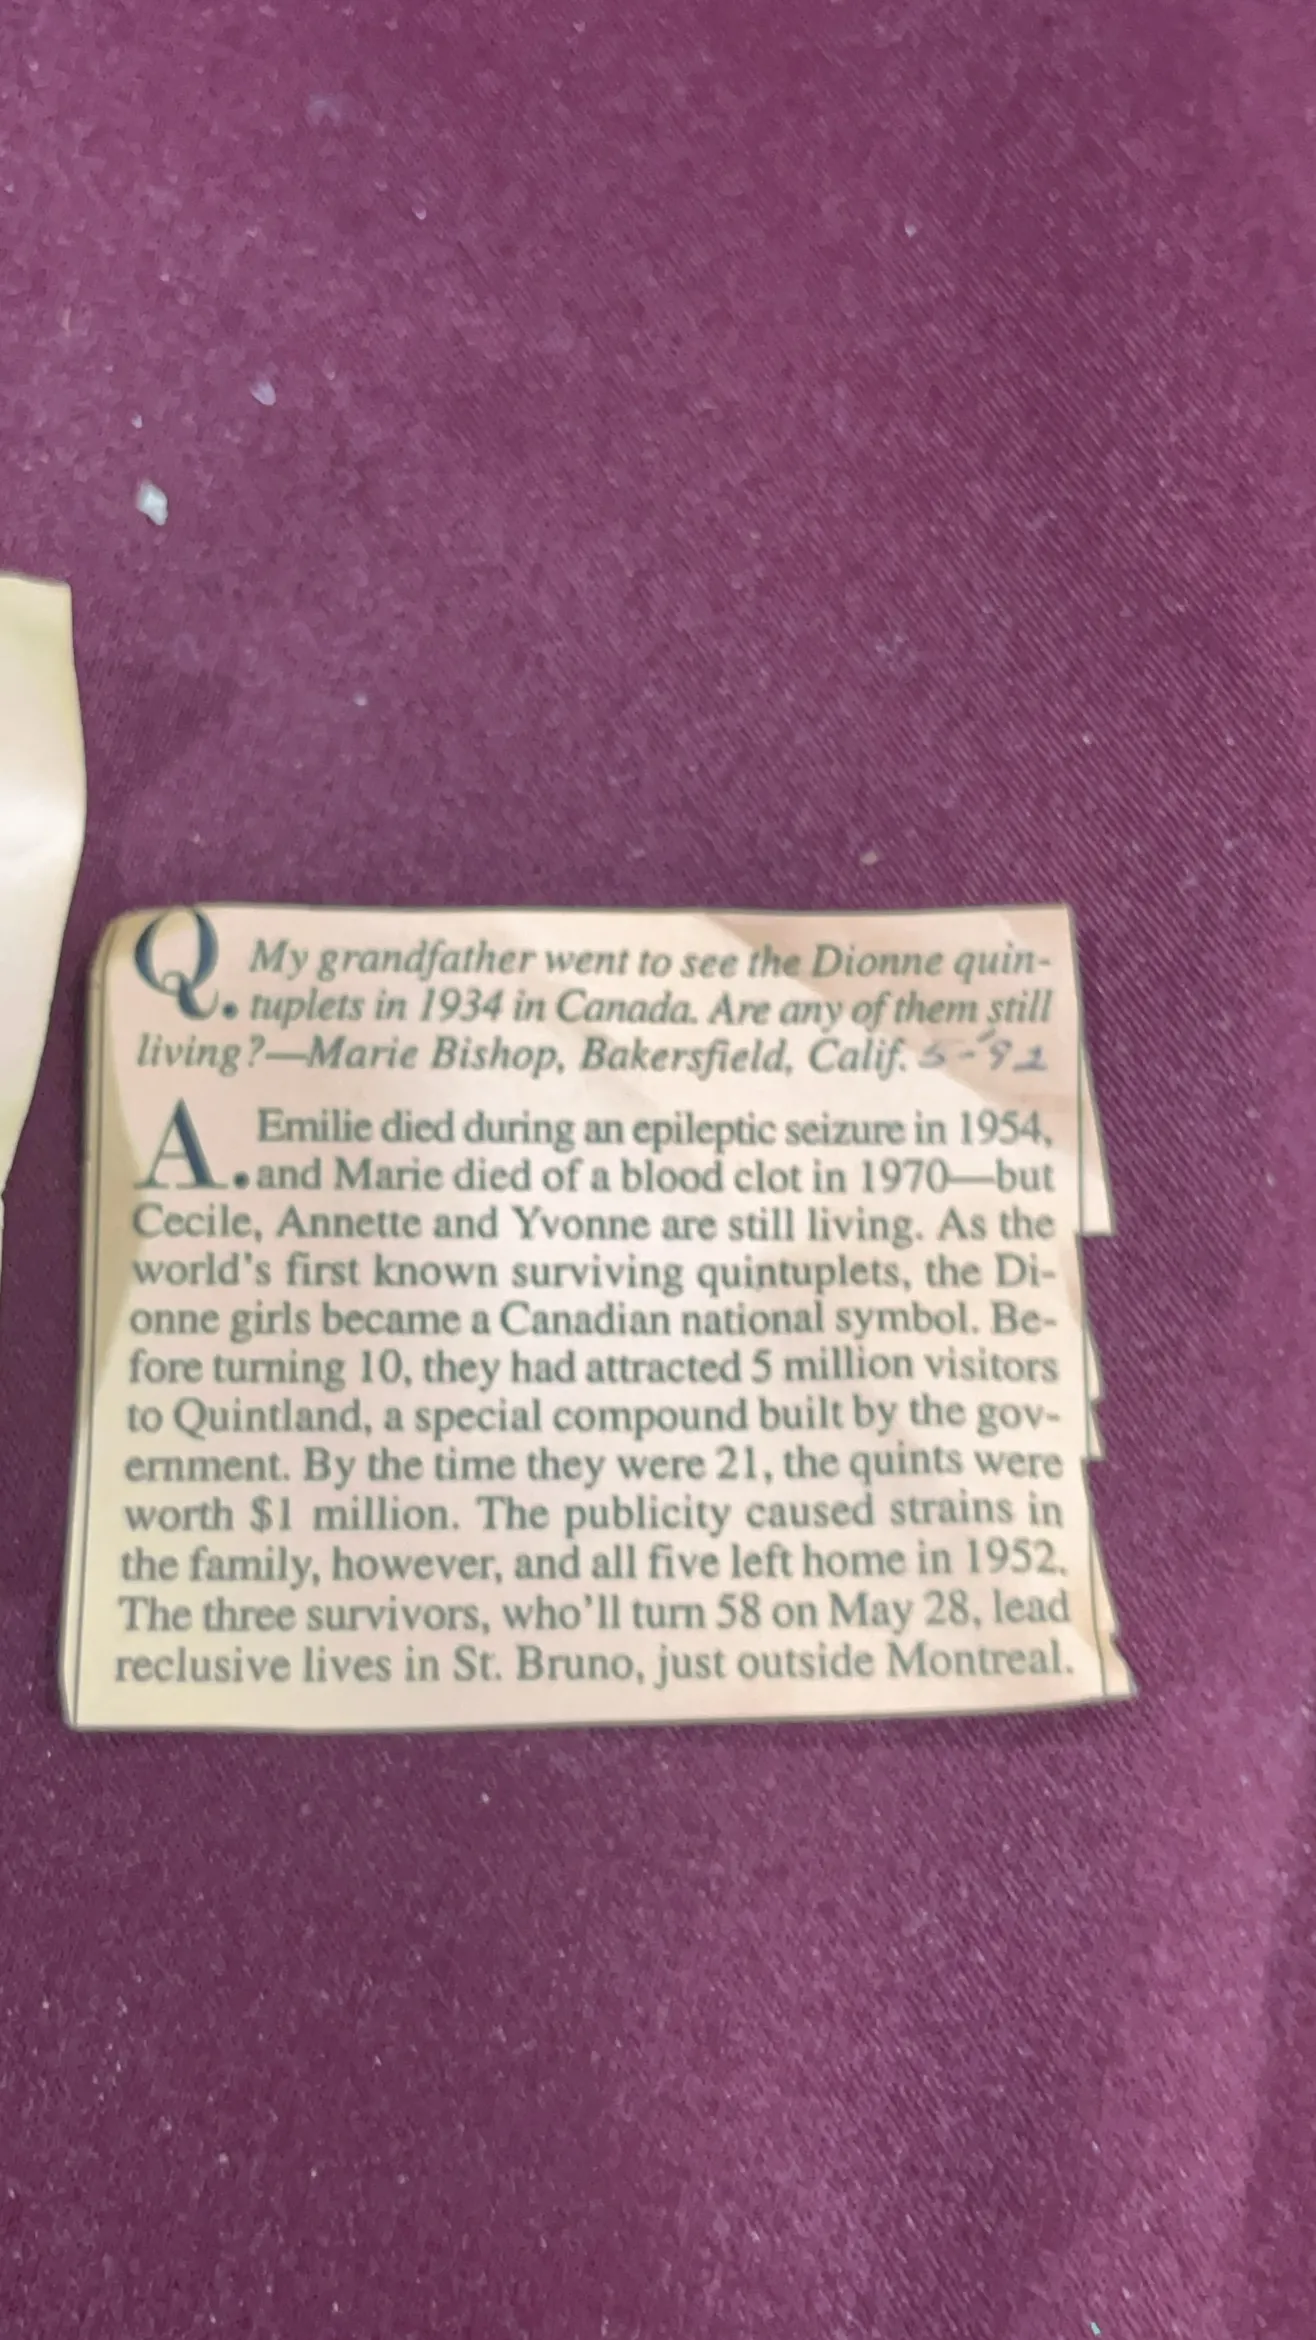 Q. My grandfather went to see the Dionne quin-
tuplets in 1934 in Canada. Are any of them still
living?—Marie Bishop, Bakersfield, Calif. 5-'92
A. Emilie died during an epileptic seizure in 1954,
and Marie died of a blood clot in 1970—but
Cecile, Annette and Yvonne are still living. As the
world's first known surviving quintuplets, the Di-
onne girls became a Canadian national symbol. Be-
fore turning 10, they had attracted 5 million visitors
to Quintland, a special compound built by the gov-
ernment. By the time they were 21, the quints were
worth $1 million. The publicity caused strains in
the family, however, and all five left home in 1952.
The three survivors, who'll turn 58 on May 28, lead
reclusive lives in St. Bruno, just outside Montreal.